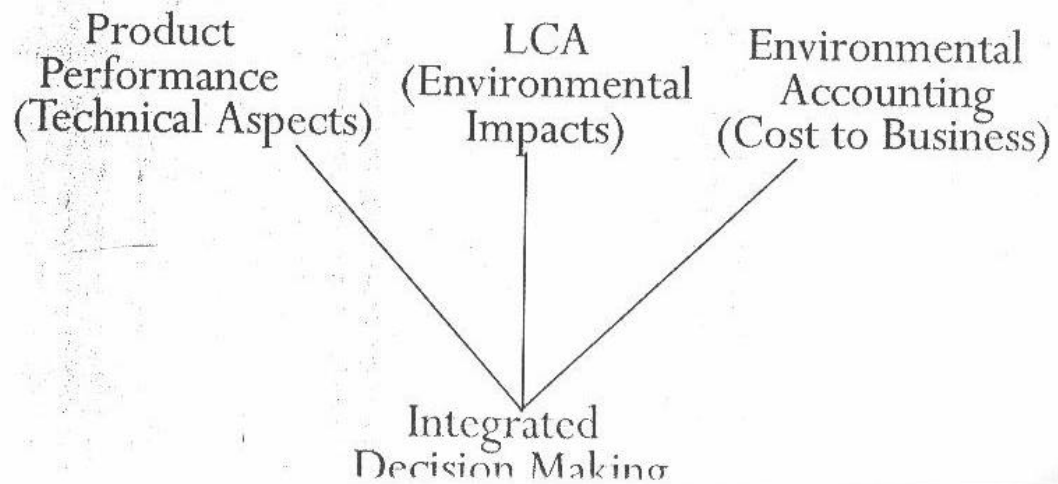 Product
Performance
(Technical Aspects)
LCA
(Environmental
Impacts)
Environmental
Accounting
(Cost to Business)
Integrated
Decision Making